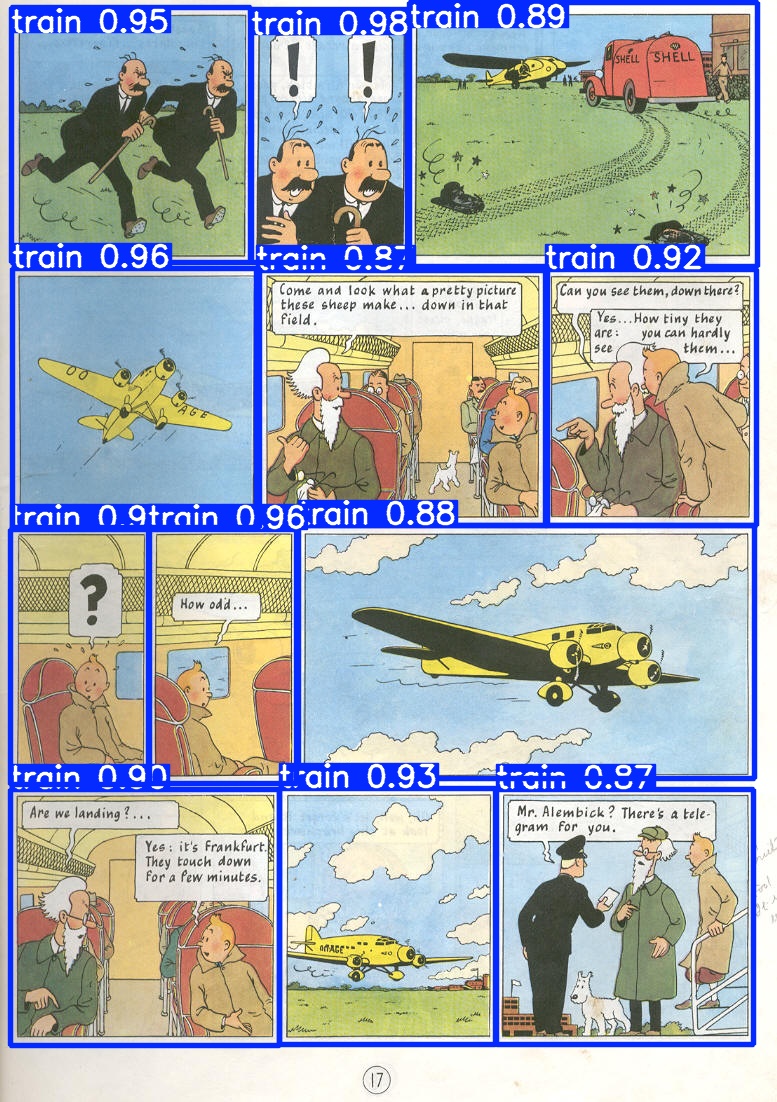 train 0.95
train 0.98
train 0.89
!
!
SHELL
SHELL
train 0.96
train 0.87
train 0.92
OO
AGE
Come and look what a pretty picture
these sheep make... down in that
field.
Can you see them, down there?
Yes...How tiny they
are: you can hardly
see them...
train 0.9
train 0.96
train 0.88
?
How odd...
train 0.90
train 0.93
train 0.87
Are we landing?...
Yes: it's Frankfurt.
They touch down
for a few minutes.
Mr. Alembick? There's a tele-
gram for you.
17